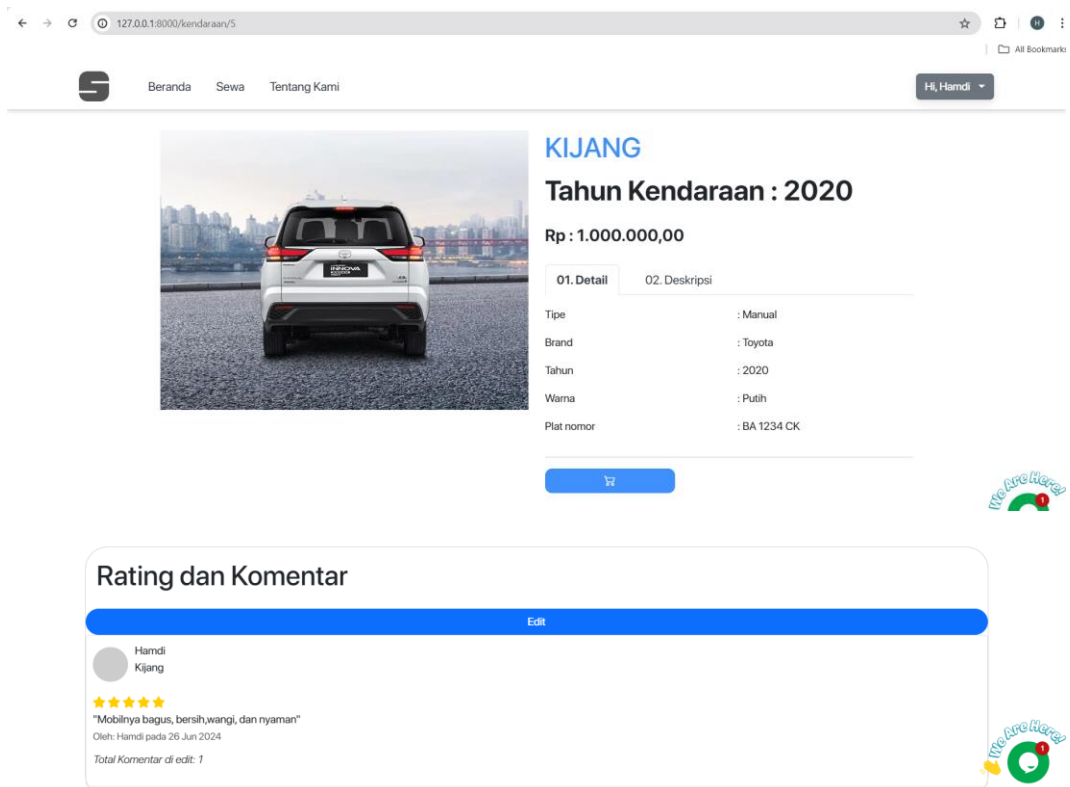 127.0.0.1:8000/kendaraan/5
H
All Bookmarks
S
Beranda Sewa Tentang Kami
Hi, Hamdi
KIJANG
Tahun Kendaraan : 2020
Rp : 1.000.000,00
01. Detail 02. Deskripsi
Tipe : Manual
Brand : Toyota
Tahun : 2020
Warna : Putih
Plat nomor : BA 1234 CK
INNOVA
We Are Here!
1
Rating dan Komentar
Edit
Hamdi
Kijang
"Mobilnya bagus, bersih,wangi, dan nyaman"
Oleh: Hamdi pada 26 Jun 2024
Total Komentar di edit: 1
We Are Here!
1